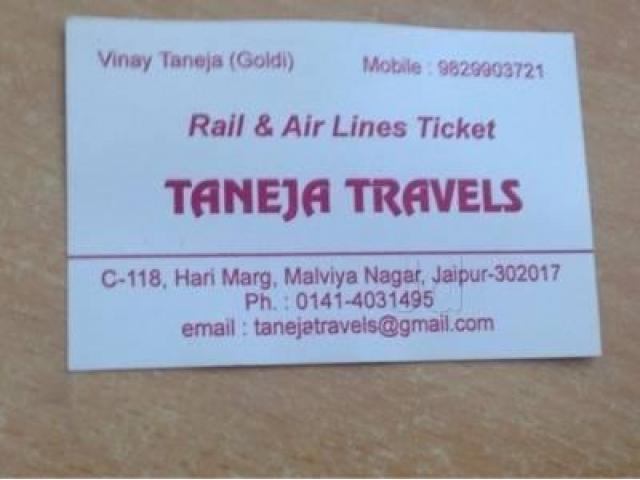 Vinay Taneja (Goldi)
Mobile : 9829903721
Rail & Air Lines Ticket
TANEJA TRAVELS
C-118, Hari Marg, Malviya Nagar, Jaipur-302017
Ph. : 0141-4031495
email : tanejatravels@gmail.com